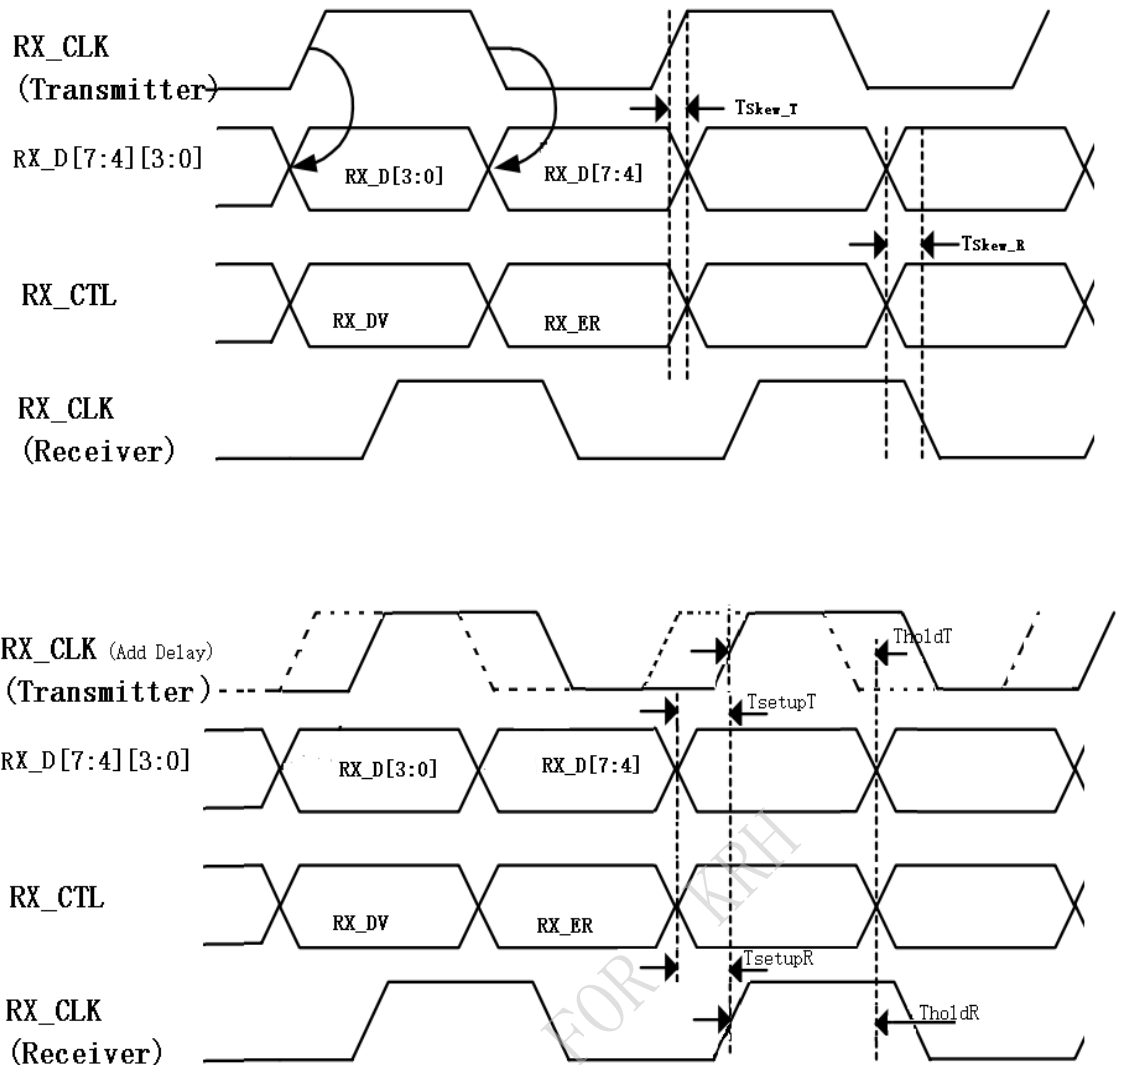 RX_CLK
(Transmitter)
TSkew_T
RX_D[7:4][3:0]
RX_D[3:0]
RX_D[7:4]
TSkew_R
RX_CTL
RX_DV
RX_ER
RX_CLK
(Receiver)
RX_CLK (Add Delay)
(Transmitter)
TholdT
TsetupT
RX_D[7:4][3:0]
RX_D[3:0]
RX_D[7:4]
RX_CTL
RX_DV
RX_ER
TsetupR
RX_CLK
(Receiver)
TholdR
FOR KRH